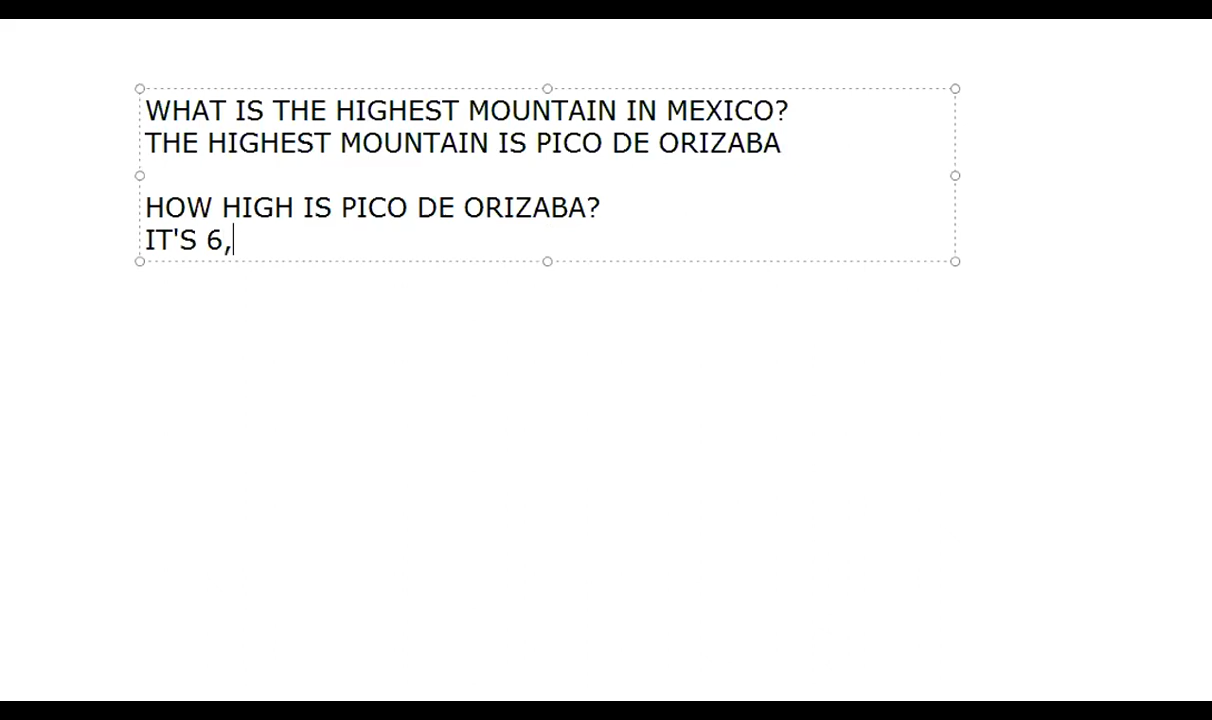 WHAT IS THE HIGHEST MOUNTAIN IN MEXICO?
THE HIGHEST MOUNTAIN IS PICO DE ORIZABA
HOW HIGH IS PICO DE ORIZABA?
IT'S 6,